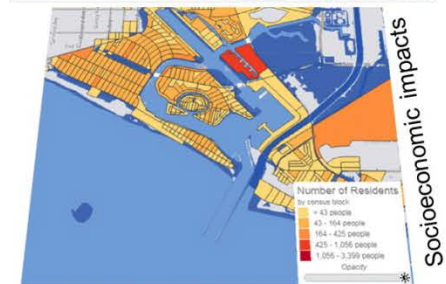 Number of Residents
by census block
< 43 people
43 - 164 people
164 - 425 people
425 - 1,056 people
1,056 - 3,399 people
Opacity
Socioeconomic impacts